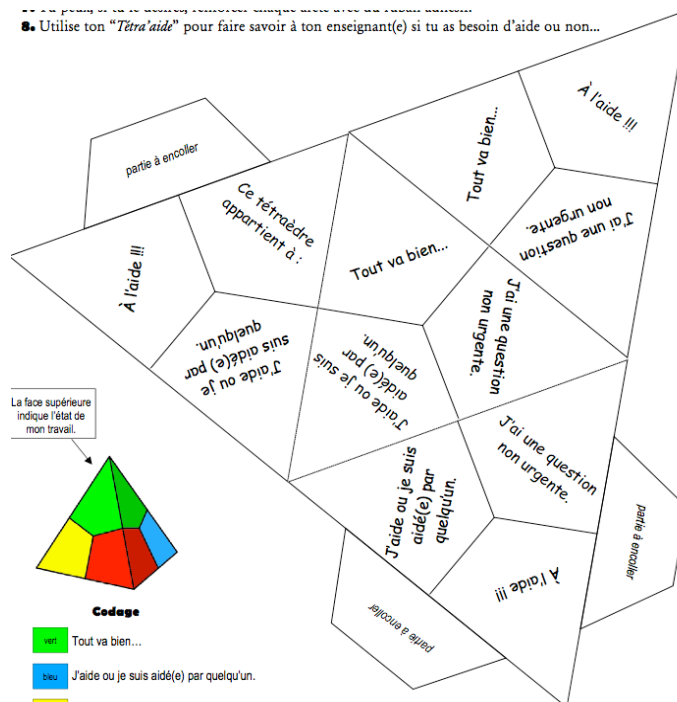 8. Utilise ton “Tétra’aide” pour faire savoir à ton enseignant(e) si tu as besoin d’aide ou non...
À l'aide !!!
Tout va bien...
J'ai une question
non urgente.
partie à encoller
Ce tétraèdre
appartient à :
Tout va bien...
À l'aide !!!
J'ai une question
non urgente.
J'aide ou je
suis aidé(e) par
quelqu'un.
J'aide ou je suis
aidé(e) par
quelqu'un.
La face supérieure
indique l'état de
mon travail.
J'ai une question
non urgente.
J'aide ou je suis
aidé(e) par
quelqu'un.
À l'aide !!!
partie à encoller
partie à encoller
Codage
vert Tout va bien…
bleu J'aide ou je suis aidé(e) par quelqu'un.